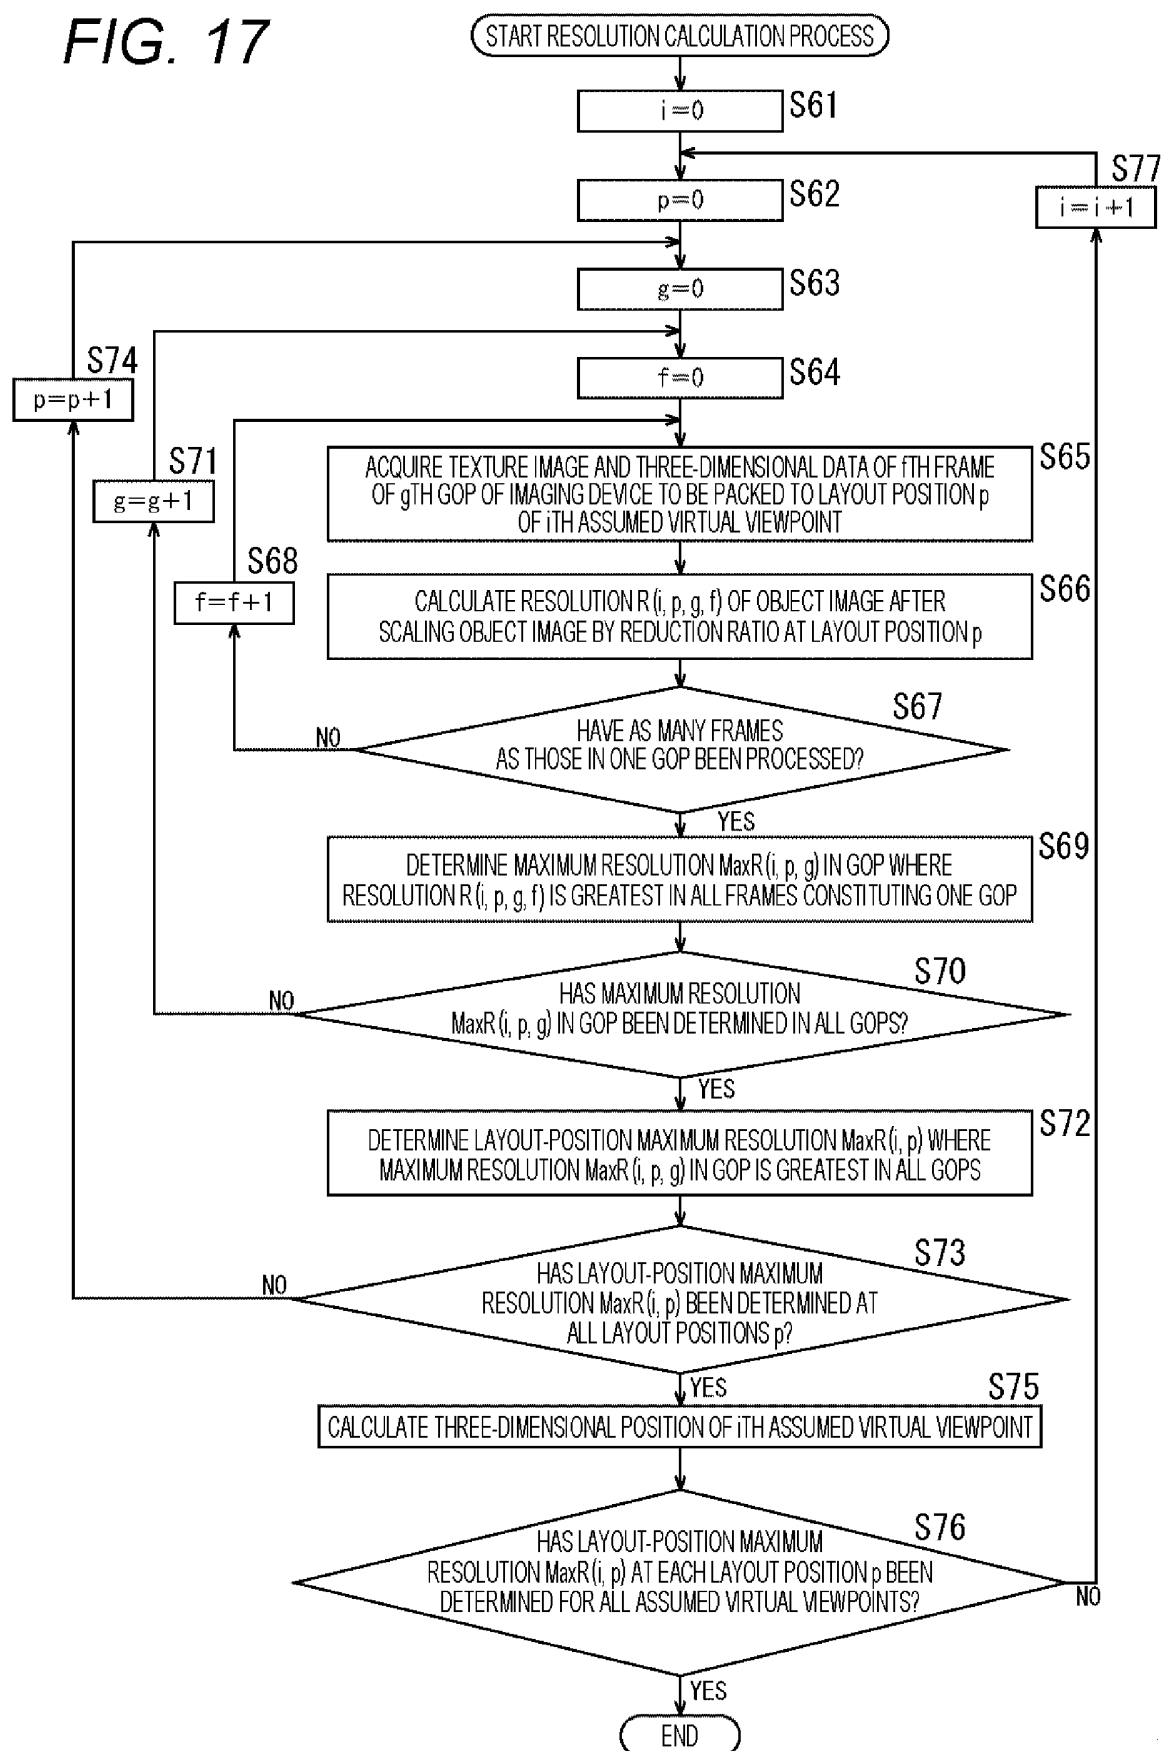 FIG. 17
START RESOLUTION CALCULATION PROCESS
i=0
S61
S77
i=i+1
p=0
S62
g=0
S63
S74
p=p+1
f=0
S64
S71
g=g+1
S65
ACQUIRE TEXTURE IMAGE AND THREE-DIMENSIONAL DATA OF fTH FRAME
OF gTH GOP OF IMAGING DEVICE TO BE PACKED TO LAYOUT POSITION p
OF iTH ASSUMED VIRTUAL VIEWPOINT
S68
f=f+1
S66
CALCULATE RESOLUTION R(i, p, g, f) OF OBJECT IMAGE AFTER
SCALING OBJECT IMAGE BY REDUCTION RATIO AT LAYOUT POSITION p
S67
HAVE AS MANY FRAMES
AS THOSE IN ONE GOP BEEN PROCESSED?
NO
YES
S69
DETERMINE MAXIMUM RESOLUTION MaxR(i, p, g) IN GOP WHERE
RESOLUTION R(i, p, g, f) IS GREATEST IN ALL FRAMES CONSTITUTING ONE GOP
S70
HAS MAXIMUM RESOLUTION
MaxR(i, p, g) IN GOP BEEN DETERMINED IN ALL GOPS?
NO
YES
S72
DETERMINE LAYOUT-POSITION MAXIMUM RESOLUTION MaxR(i, p) WHERE
MAXIMUM RESOLUTION MaxR(i, p, g) IN GOP IS GREATEST IN ALL GOPS
S73
HAS LAYOUT-POSITION MAXIMUM
RESOLUTION MaxR(i, p) BEEN DETERMINED AT
ALL LAYOUT POSITIONS p?
NO
YES
S75
CALCULATE THREE-DIMENSIONAL POSITION OF iTH ASSUMED VIRTUAL VIEWPOINT
S76
HAS LAYOUT-POSITION MAXIMUM
RESOLUTION MaxR(i, p) AT EACH LAYOUT POSITION p BEEN
DETERMINED FOR ALL ASSUMED VIRTUAL VIEWPOINTS?
NO
YES
END